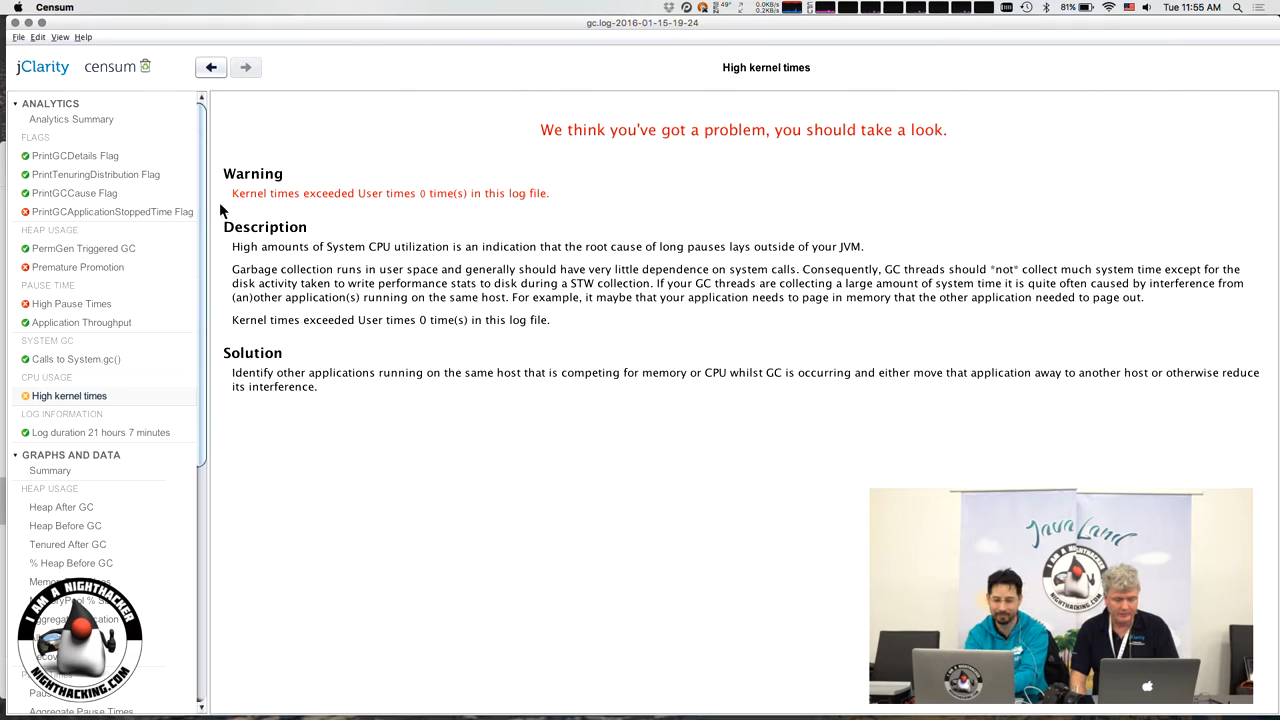 Censum
49°
0.0KB/s
0.2KB/s
81%
Tue 11:55 AM
gc.log-2016-01-15-19-24
File Edit View Help
jClarity censum
High kernel times
ANALYTICS
Analytics Summary
FLAGS
PrintGCDetails Flag
PrintTenuringDistribution Flag
PrintGCCause Flag
PrintGCApplicationStoppedTime Flag
HEAP USAGE
PermGen Triggered GC
Premature Promotion
PAUSE TIME
High Pause Times
Application Throughput
SYSTEM GC
Calls to System.gc()
CPU USAGE
High kernel times
LOG INFORMATION
Log duration 21 hours 7 minutes
GRAPHS AND DATA
Summary
HEAP USAGE
Heap After GC
Heap Before GC
Tenured After GC
% Heap Before GC
Aggregate Pause Times
We think you've got a problem, you should take a look.
Warning
Kernel times exceeded User times 0 time(s) in this log file.
Description
High amounts of System CPU utilization is an indication that the root cause of long pauses lays outside of your JVM.
Garbage collection runs in user space and generally should have very little dependence on system calls. Consequently, GC threads should *not* collect much system time except for the
disk activity taken to write performance stats to disk during a STW collection. If your GC threads are collecting a large amount of system time it is quite often caused by interference from
(an)other application(s) running on the same host. For example, it maybe that your application needs to page in memory that the other application needed to page out.
Kernel times exceeded User times 0 time(s) in this log file.
Solution
Identify other applications running on the same host that is competing for memory or CPU whilst GC is occurring and either move that application away to another host or otherwise reduce
its interference.
I AM A NIGHTHACKER
NIGHTHACKING.COM
Java Land
I AM A NIGHTHACKER
NIGHTHACKING.COM